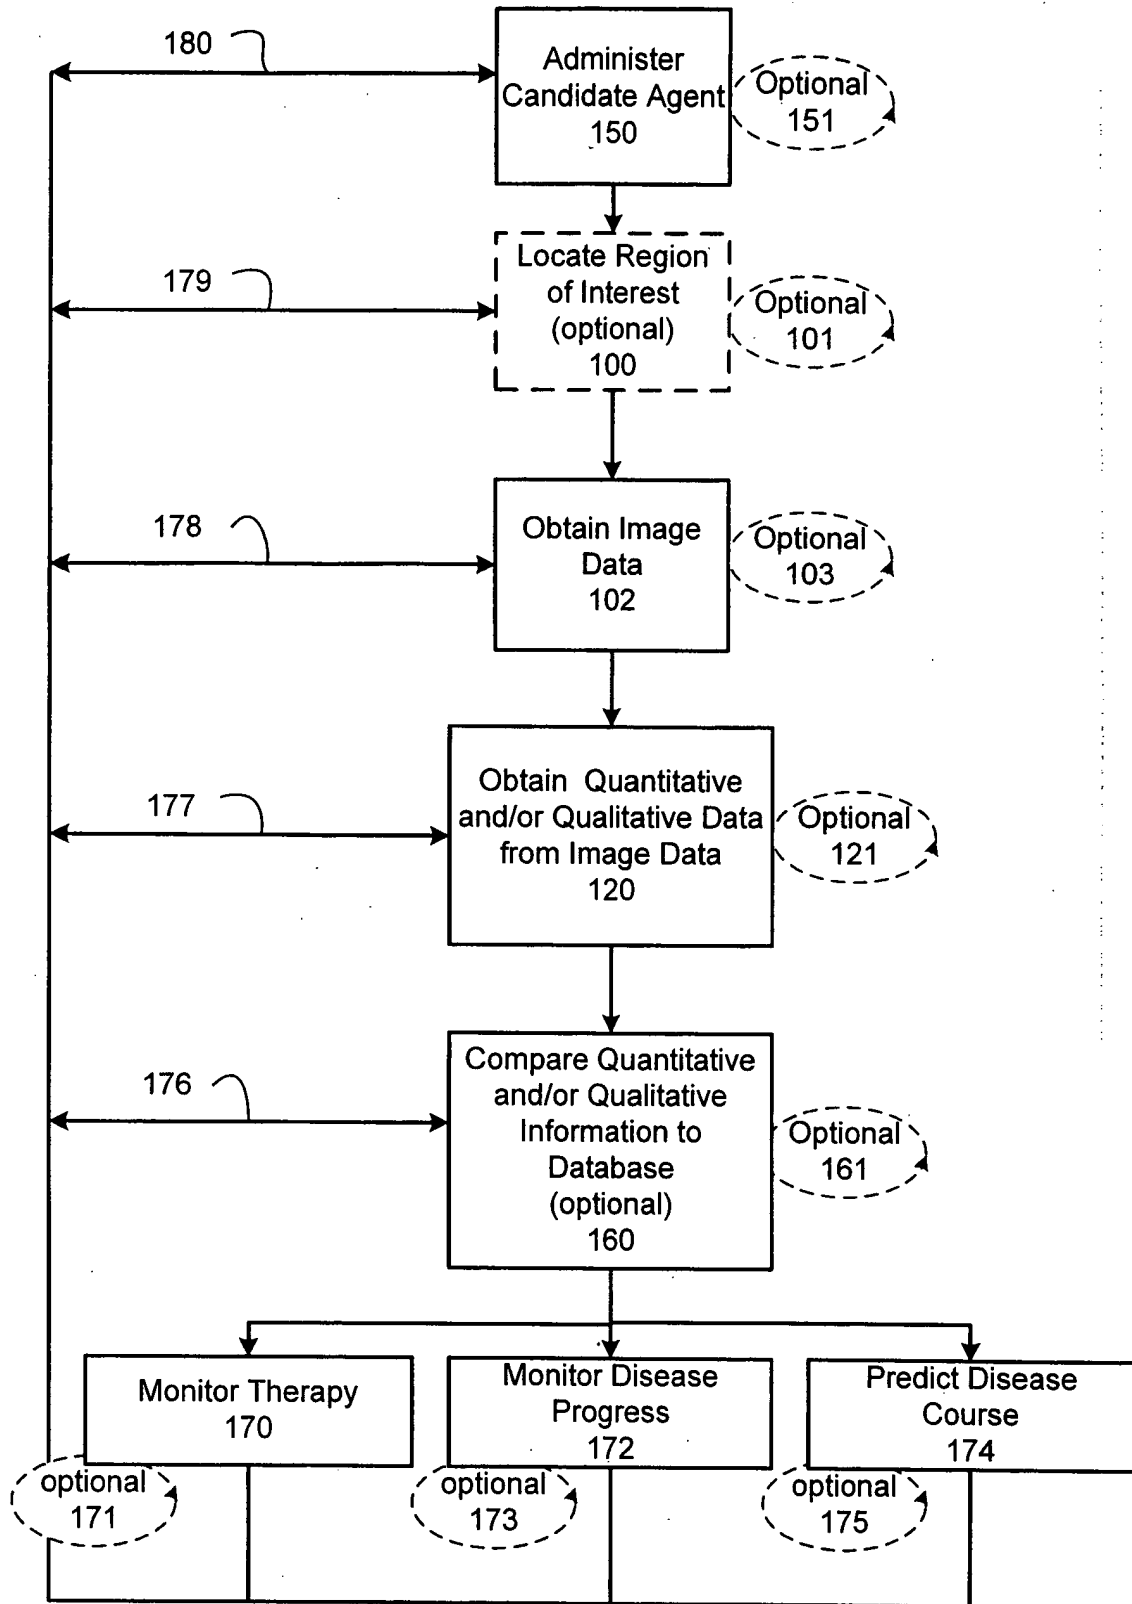 180
Administer
Candidate Agent
150
Optional
151
179
Locate Region
of Interest
(optional)
100
Optional
101
178
Obtain Image
Data
102
Optional
103
177
Obtain Quantitative
and/or Qualitative Data
from Image Data
120
Optional
121
176
Compare Quantitative
and/or Qualitative
Information to
Database
(optional)
160
Optional
161
Monitor Therapy
170
optional
171
Monitor Disease
Progress
172
optional
173
Predict Disease
Course
174
optional
175